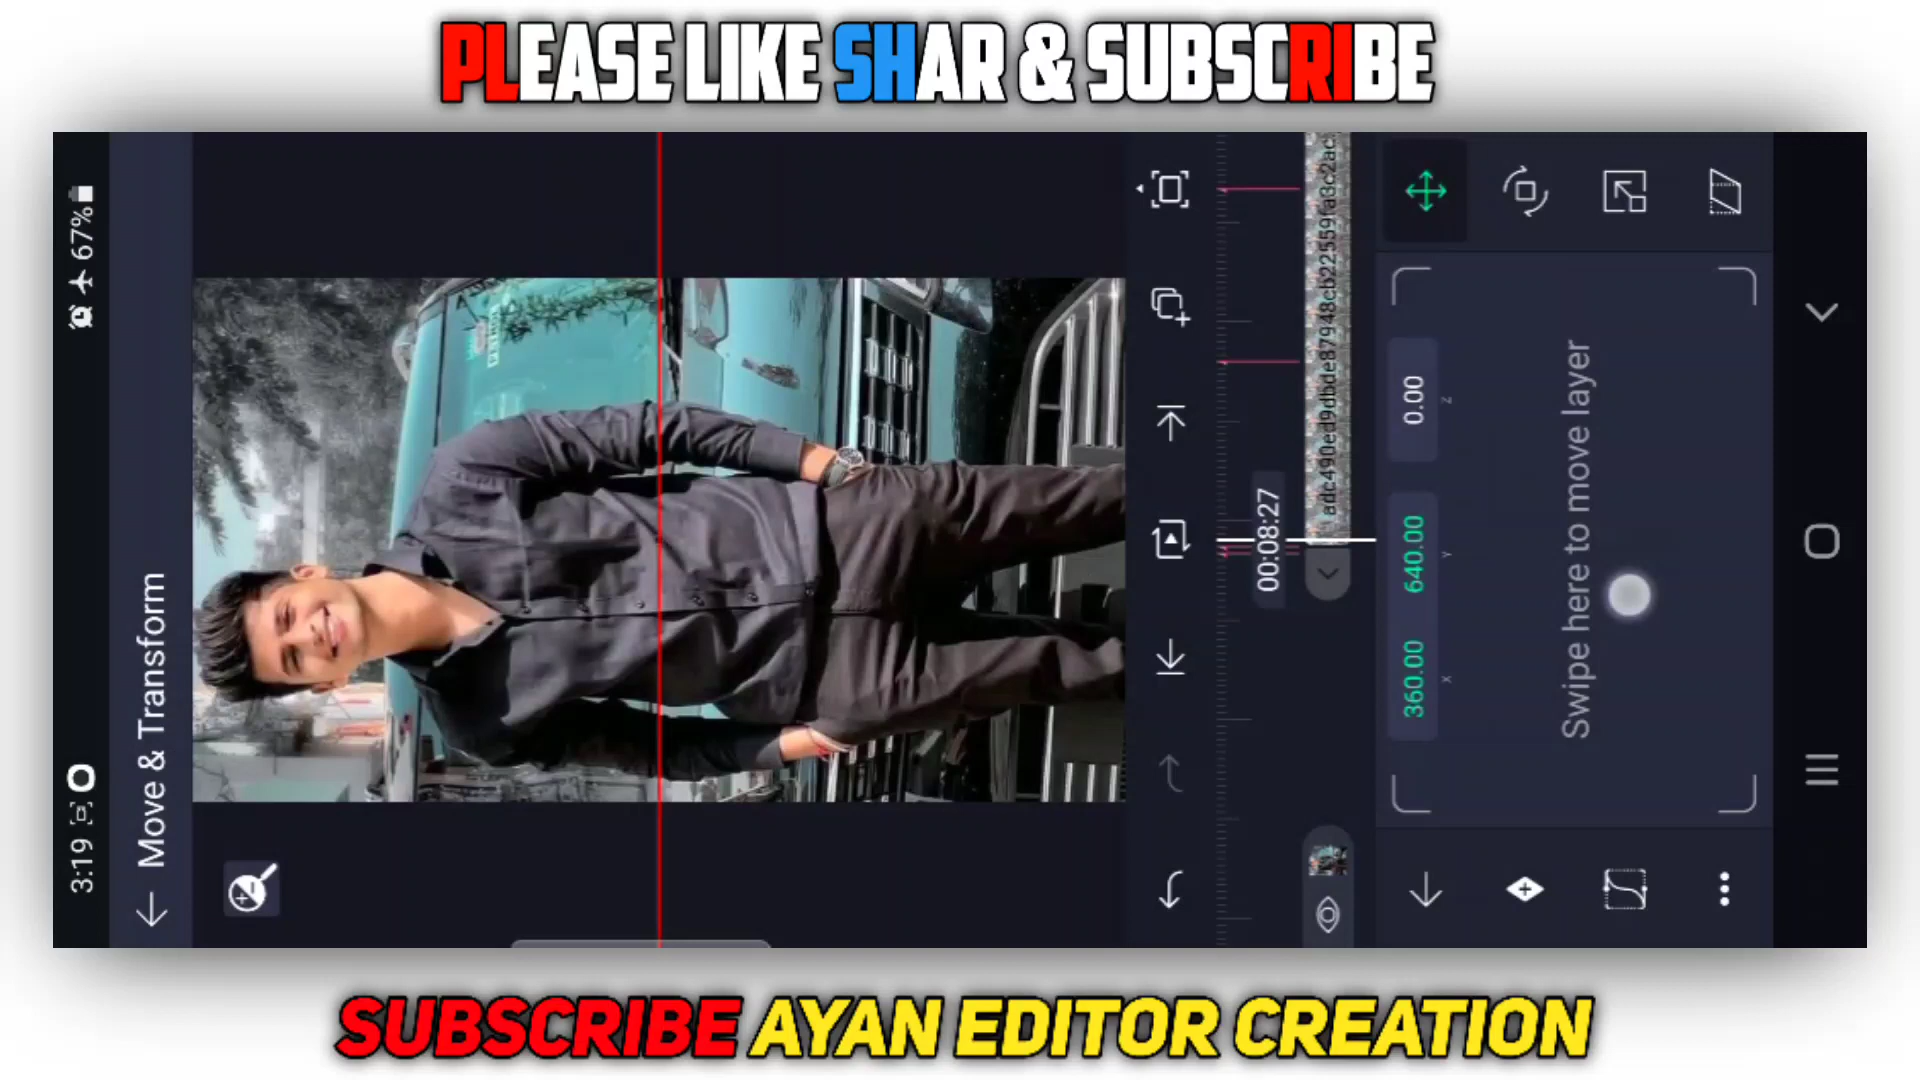 PLEASE LIKE SHAR & SUBSCRIBE
3:19
67%
Move & Transform
00:08:27
adc490ed9dbde87948cb22559fa3c2ac
360.00 640.00 0.00
X Y Z
Swipe here to move layer
SUBSCRIBE AYAN EDITOR CREATION